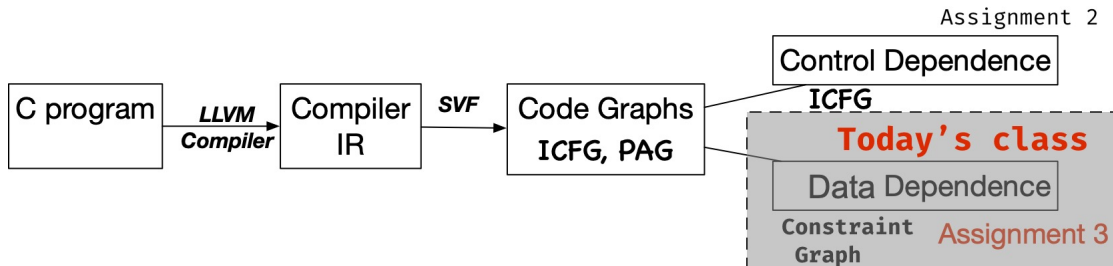 Assignment 2
C program
LLVM
Compiler
Compiler
IR
SVF
Code Graphs
ICFG, PAG
Control Dependence
ICFG
Today's class
Data Dependence
Constraint
Graph
Assignment 3